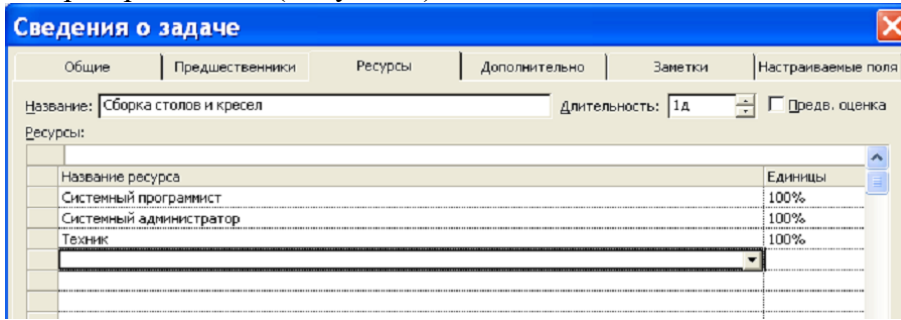 Сведения о задаче
Общие Предшественники Ресурсы Дополнительно Заметки Настраиваемые поля
Название: Сборка столов и кресел Длительность: 1д Предв. оценка
Ресурсы:
Название ресурса Единицы
Системный программист 100%
Системный администратор 100%
Техник 100%